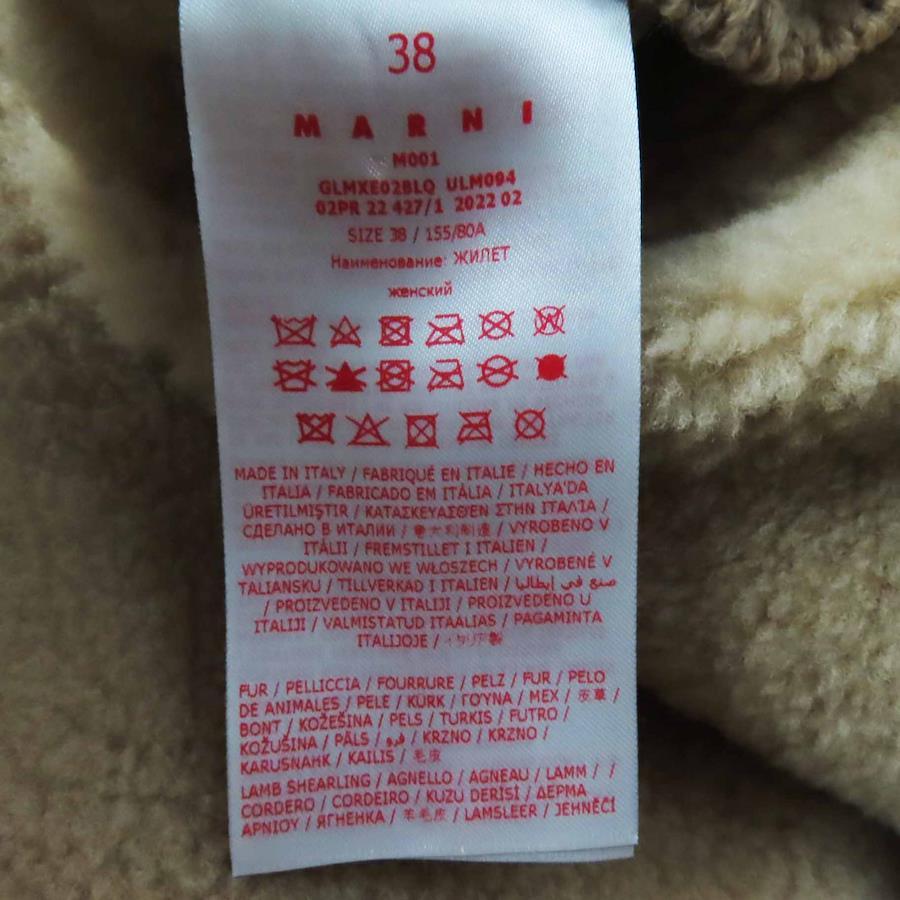 38
MARNI
M001
GLMXE02BLQ ULM094
02PR 22 427/1 2022 02
SIZE 38 / 155/80A
Наименование: ЖИЛЕТ
женский
MADE IN ITALY / FABRIQUÉ EN ITALIE / HECHO EN
ITALIA / FABRICADO EM ITÁLIA / ITALYA'DA
ÜRETILMIŞTIR / ΚΑΤΑΣΚΕΥΑΣΘΕΝ ΣΤΗΝ ΙΤΑΛΙΑ /
СДЕЛАНО В ИТАЛИИ / 意大利制造 / VYROBENO V
ITÁLII / FREMSTILLET I ITALIEN /
WYPRODUKOWANO WE WŁOSZECH / VYROBENÉ V
TALIANSKU / TILLVERKAD I ITALIEN / صنع في إيطاليا
/ PROIZVEDENO V ITALIJI / PROIZVEDENO U
ITALIJI / VALMISTATUD ITAALIAS / PAGAMINTA
ITALIJOJE / イタリア製
FUR / PELLICCIA / FOURRURE / PELZ / FUR / PELO
DE ANIMALES / PELE / KÜRK / ΓΟΥΝΑ / МЕХ / 皮草 /
BONT / KOŽEŠINA / PELS / TURKIS / FUTRO /
KOŽUŠINA / PÄLS / فرو / KRZNO / KRZNO /
KARUSNAHK / KAILIS / 毛皮
LAMB SHEARLING / AGNELLO / AGNEAU / LAMM / /
CORDERO / CORDEIRO / KUZU DERİSİ / ΔΕΡΜΑ
ΑΡΝΙΟΥ / ЯГНЕНКА / 羊毛皮 / LAMSLEER / JEHNĚČÍ